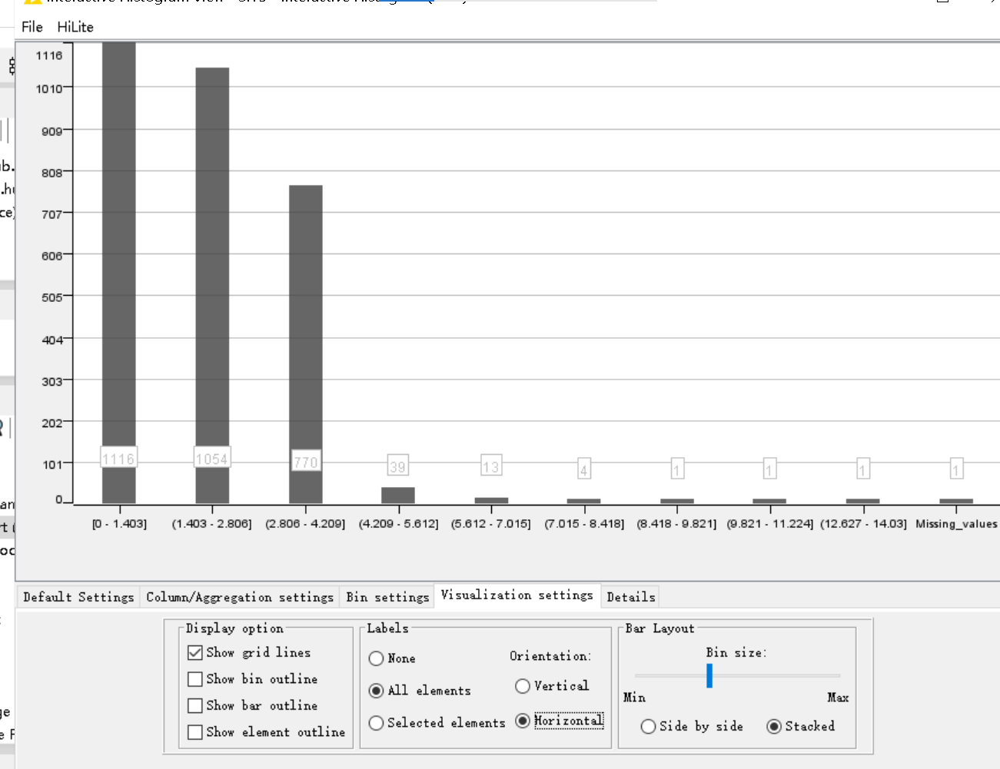 File HiLite
1116
1010
909
808
707
606
505
404
303
202
101
0
1116 1054 770 39 13 4 1 1 1 1
[0 - 1.403] (1.403 - 2.806] (2.806 - 4.209] (4.209 - 5.612] (5.612 - 7.015] (7.015 - 8.418] (8.418 - 9.821] (9.821 - 11.224] (12.627 - 14.03] Missing_values
Default Settings Column/Aggregation settings Bin settings Visualization settings Details
Display option
Show grid lines
Show bin outline
Show bar outline
Show element outline
Labels
None
All elements
Selected elements
Orientation:
Vertical
Horizontal
Bar Layout
Bin size:
Min Max
Side by side Stacked